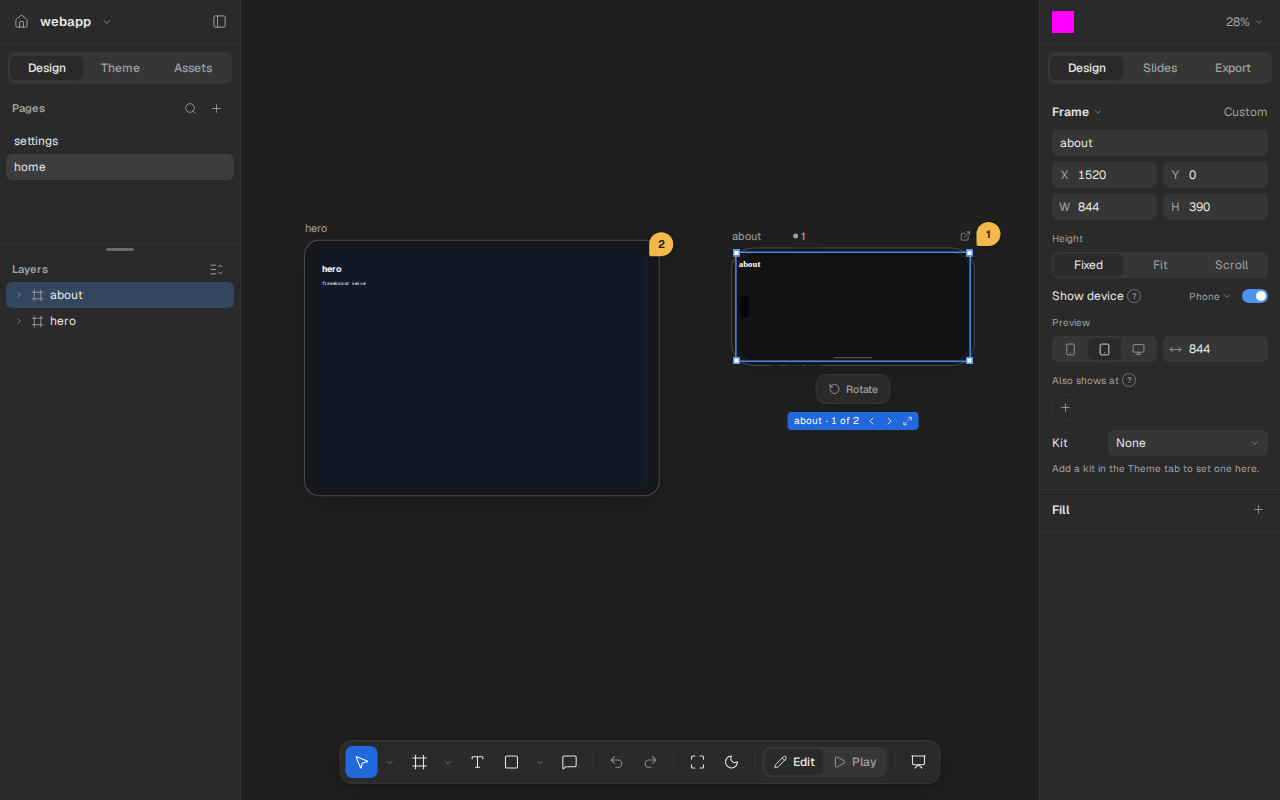 webapp
Design
Theme
Assets
Pages
settings
home
Layers
about
hero
hero
2
hero
about
1
1
about
Rotate
about · 1 of 2
Edit
Play
28%
Design
Slides
Export
Frame
Custom
about
X 1520
Y 0
W 844
H 390
Height
Fixed
Fit
Scroll
Show device ?
Phone
Preview
844
Also shows at ?
Kit
None
Add a kit in the Theme tab to set one here.
Fill